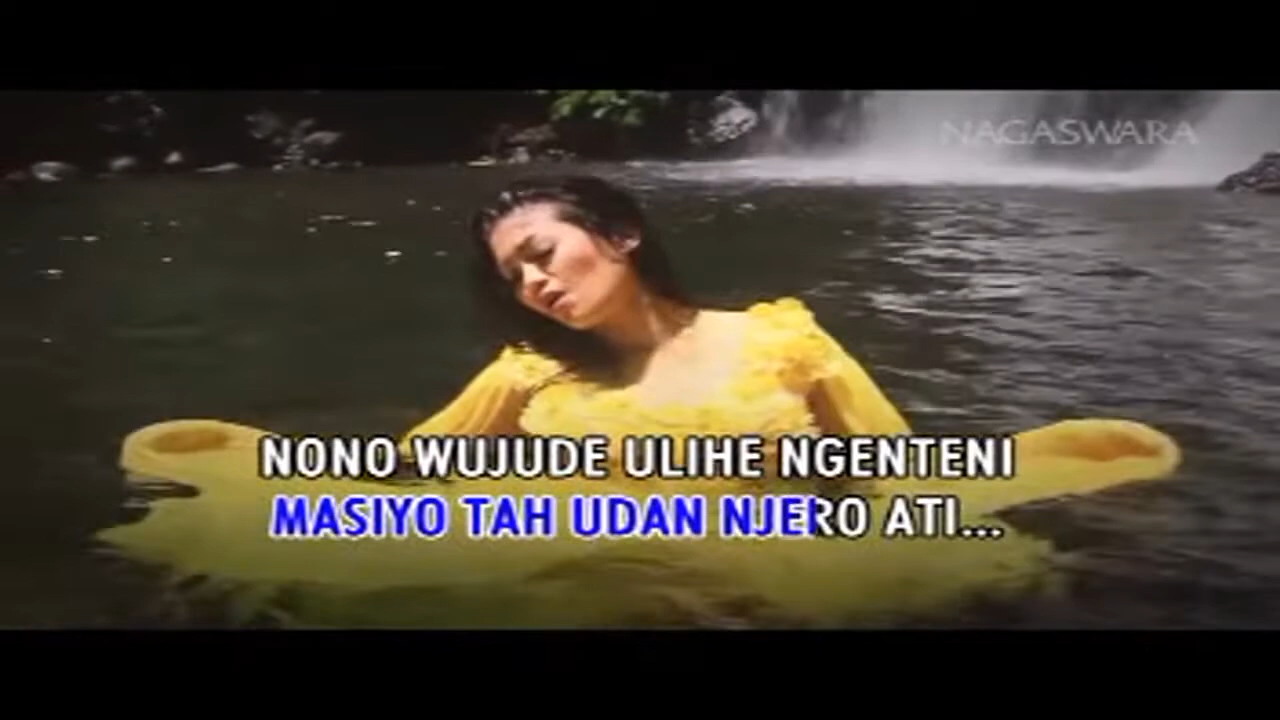 NAGASWARA
NONO WUJUDE ULIHE NGENTENI
MASIYO TAH UDAN NJERO ATI...